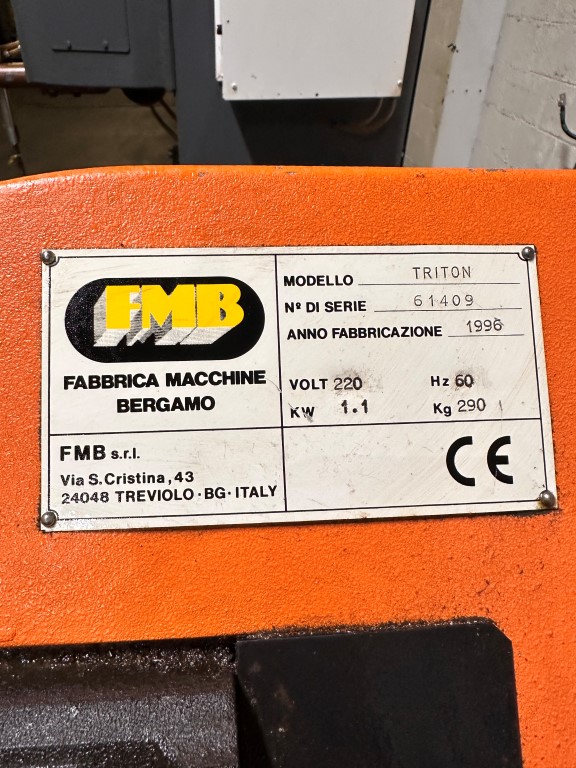 FMB
FABBRICA MACCHINE
BERGAMO
FMB s.r.l.
Via S.Cristina, 43
24048 TREVIOLO·BG·ITALY
MODELLO TRITON
Nº DI SERIE 61409
ANNO FABBRICAZIONE 1996
VOLT 220 Hz 60
KW 1.1 Kg 290
CE